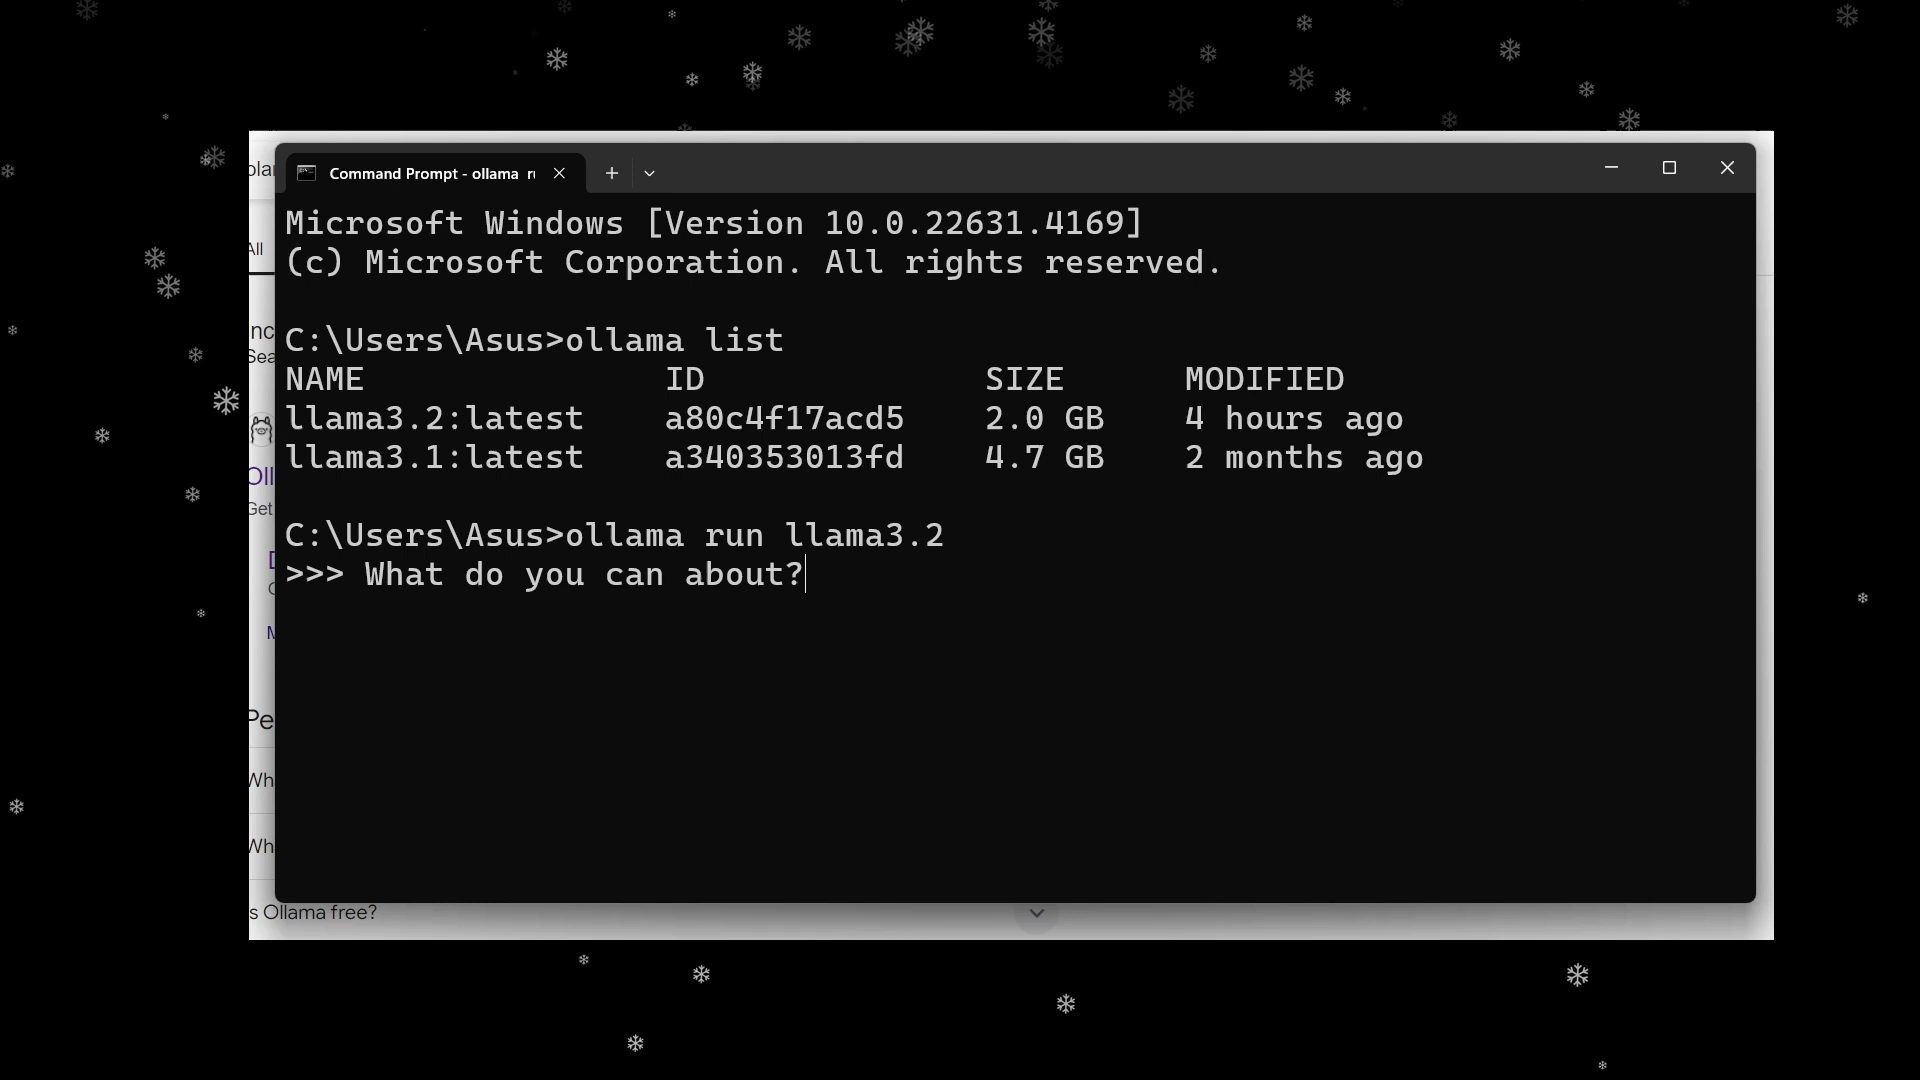 Command Prompt - ollama
Microsoft Windows [Version 10.0.22631.4169]
(c) Microsoft Corporation. All rights reserved.
C:\Users\Asus>ollama list
NAME ID SIZE MODIFIED
llama3.2:latest a80c4f17acd5 2.0 GB 4 hours ago
llama3.1:latest a340353013fd 4.7 GB 2 months ago
C:\Users\Asus>ollama run llama3.2
>>> What do you can about?
All
s Ollama free?